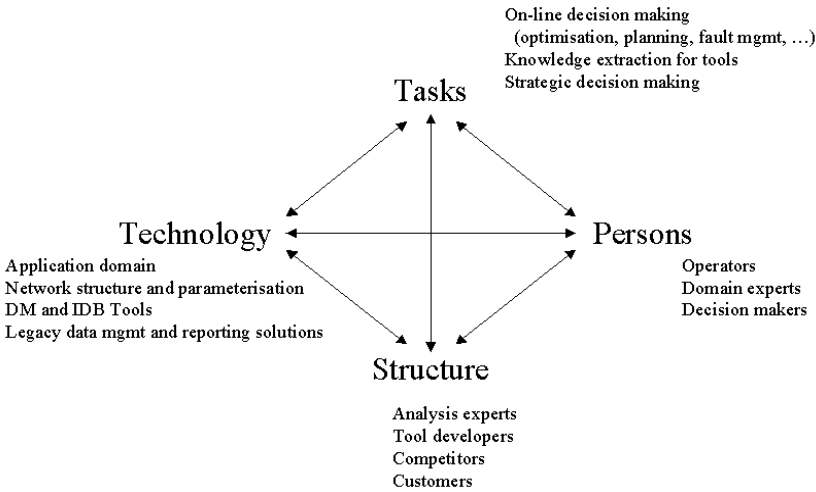 On-line decision making
(optimisation, planning, fault mgmt, …)
Knowledge extraction for tools
Strategic decision making
Tasks
Technology
Application domain
Network structure and parameterisation
DM and IDB Tools
Legacy data mgmt and reporting solutions
Persons
Operators
Domain experts
Decision makers
Structure
Analysis experts
Tool developers
Competitors
Customers